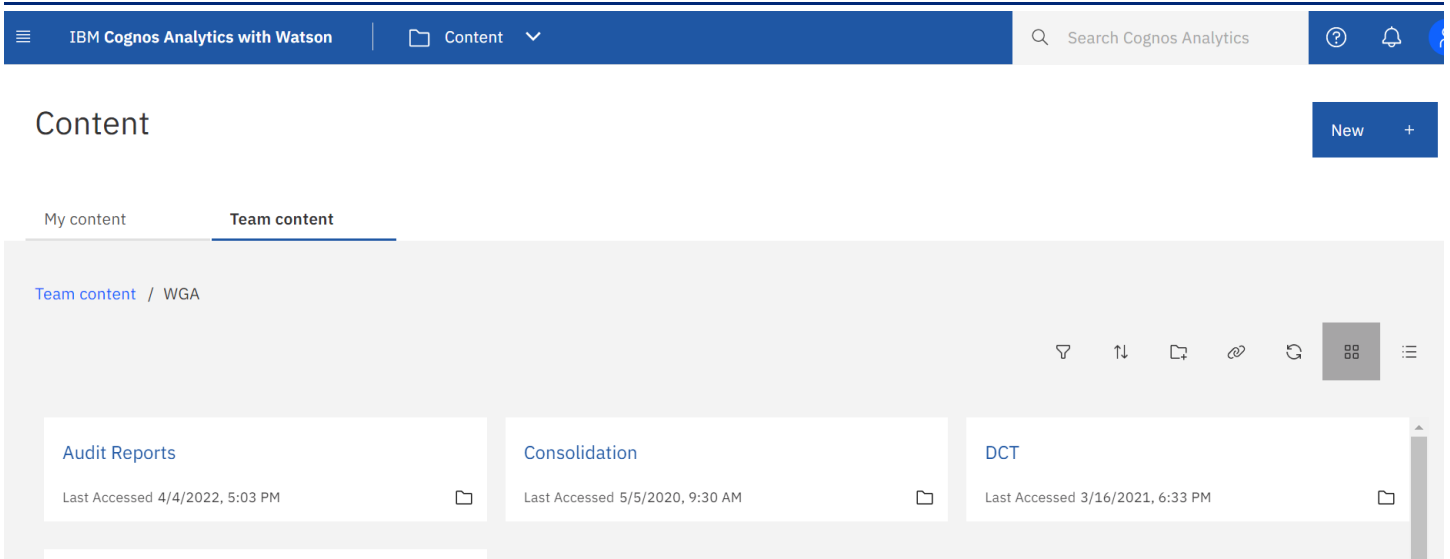 IBM Cognos Analytics with Watson Content Search Cognos Analytics
Content
New +
My content Team content
Team content / WGA
Audit Reports Consolidation DCT
Last Accessed 4/4/2022, 5:03 PM Last Accessed 5/5/2020, 9:30 AM Last Accessed 3/16/2021, 6:33 PM